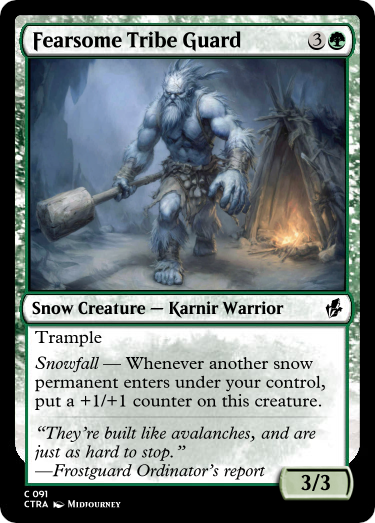 Fearsome Tribe Guard 3
Snow Creature — Karnir Warrior
Trample
Snowfall — Whenever another snow
permanent enters under your control,
put a +1/+1 counter on this creature.
“They’re built like avalanches, and are
just as hard to stop.”
—Frostguard Ordinator’s report
3/3
C 091
CTRA Midjourney